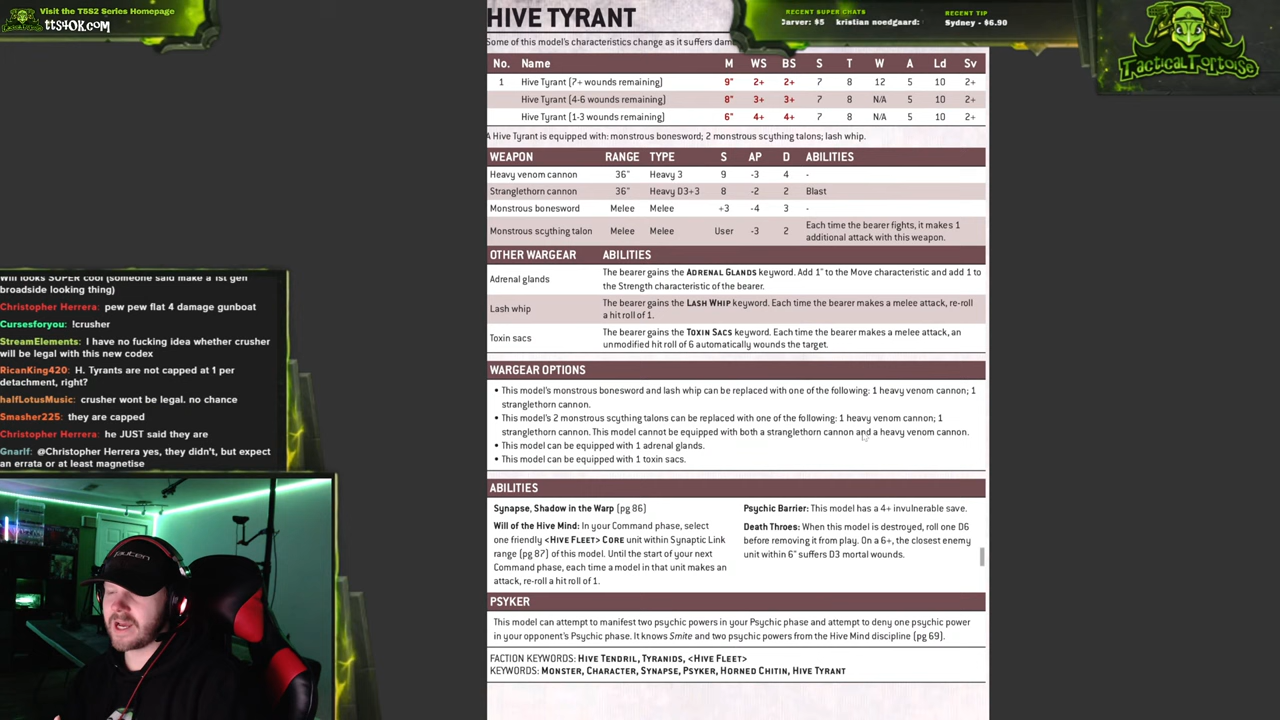 Visit the T5S2 Series Homepage
tts40K.com
RECENT SUPER CHATS
Carver: $5 kristian noedgaard:
RECENT TIP
Sydney - $6.90
TACTICALTORTOISE
HIVE TYRANT
Some of this model's characteristics change as it suffers dam
No. Name M WS BS S T W A Ld Sv
1 Hive Tyrant (7+ wounds remaining) 9" 2+ 2+ 7 8 12 5 10 2+
Hive Tyrant (4-6 wounds remaining) 8" 3+ 3+ 7 8 N/A 5 10 2+
Hive Tyrant (1-3 wounds remaining) 6" 4+ 4+ 7 8 N/A 5 10 2+
A Hive Tyrant is equipped with: monstrous bonesword; 2 monstrous scything talons; lash whip.
WEAPON RANGE TYPE S AP D ABILITIES
Heavy venom cannon 36" Heavy 3 9 -3 4 -
Stranglethorn cannon 36" Heavy D3+3 8 -2 2 Blast
Monstrous bonesword Melee Melee +3 -4 3 -
Monstrous scything talon Melee Melee User -3 2 Each time the bearer fights, it makes 1
additional attack with this weapon.
OTHER WARGEAR ABILITIES
Adrenal glands The bearer gains the ADRENAL GLANDS keyword. Add 1" to the Move characteristic and add 1 to
the Strength characteristic of the bearer.
Lash whip The bearer gains the LASH WHIP keyword. Each time the bearer makes a melee attack, re-roll
a hit roll of 1.
Toxin sacs The bearer gains the TOXIN SACS keyword. Each time the bearer makes a melee attack, an
unmodified hit roll of 6 automatically wounds the target.
WARGEAR OPTIONS
• This model's monstrous bonesword and lash whip can be replaced with one of the following: 1 heavy venom cannon; 1
stranglethorn cannon.
• This model's 2 monstrous scything talons can be replaced with one of the following: 1 heavy venom cannon; 1
stranglethorn cannon. This model cannot be equipped with both a stranglethorn cannon and a heavy venom cannon.
• This model can be equipped with 1 adrenal glands.
• This model can be equipped with 1 toxin sacs.
ABILITIES
Synapse, Shadow in the Warp (pg 86)
Will of the Hive Mind: In your Command phase, select
one friendly <HIVE FLEET> CORE unit within Synaptic Link
range (pg 87) of this model. Until the start of your next
Command phase, each time a model in that unit makes an
attack, re-roll a hit roll of 1.
Psychic Barrier: This model has a 4+ invulnerable save.
Death Throes: When this model is destroyed, roll one D6
before removing it from play. On a 6+, the closest enemy
unit within 6" suffers D3 mortal wounds.
PSYKER
This model can attempt to manifest two psychic powers in your Psychic phase and attempt to deny one psychic power
in your opponent's Psychic phase. It knows Smite and two psychic powers from the Hive Mind discipline (pg 69).
FACTION KEYWORDS: HIVE TENDRIL, TYRANIDS, <HIVE FLEET>
KEYWORDS: MONSTER, CHARACTER, SYNAPSE, PSYKER, HORNED CHITIN, HIVE TYRANT
Will looks SUPER cool (someone said make a 1st gen
broadside looking thing)
Christopher Herrera: pew pew flat 4 damage gunboat
Cursesforyou: !crusher
StreamElements: I have no fucking idea whether crusher
will be legal with this new codex
RicanKing420: H. Tyrants are not capped at 1 per
detachment, right?
halfLotusMusic: crusher wont be legal. no chance
Smasher225: they are capped
Christopher Herrera: he JUST said they are
Gnarlf: @Christopher Herrera yes, they didn't, but expect
an errata or at least magnetise